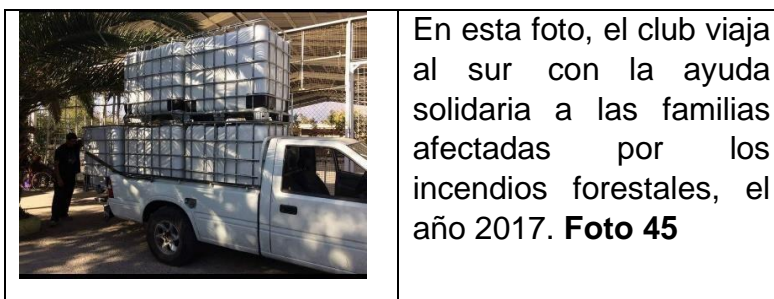 En esta foto, el club viaja
al sur con la ayuda
solidaria a las familias
afectadas por los
incendios forestales, el
año 2017. Foto 45